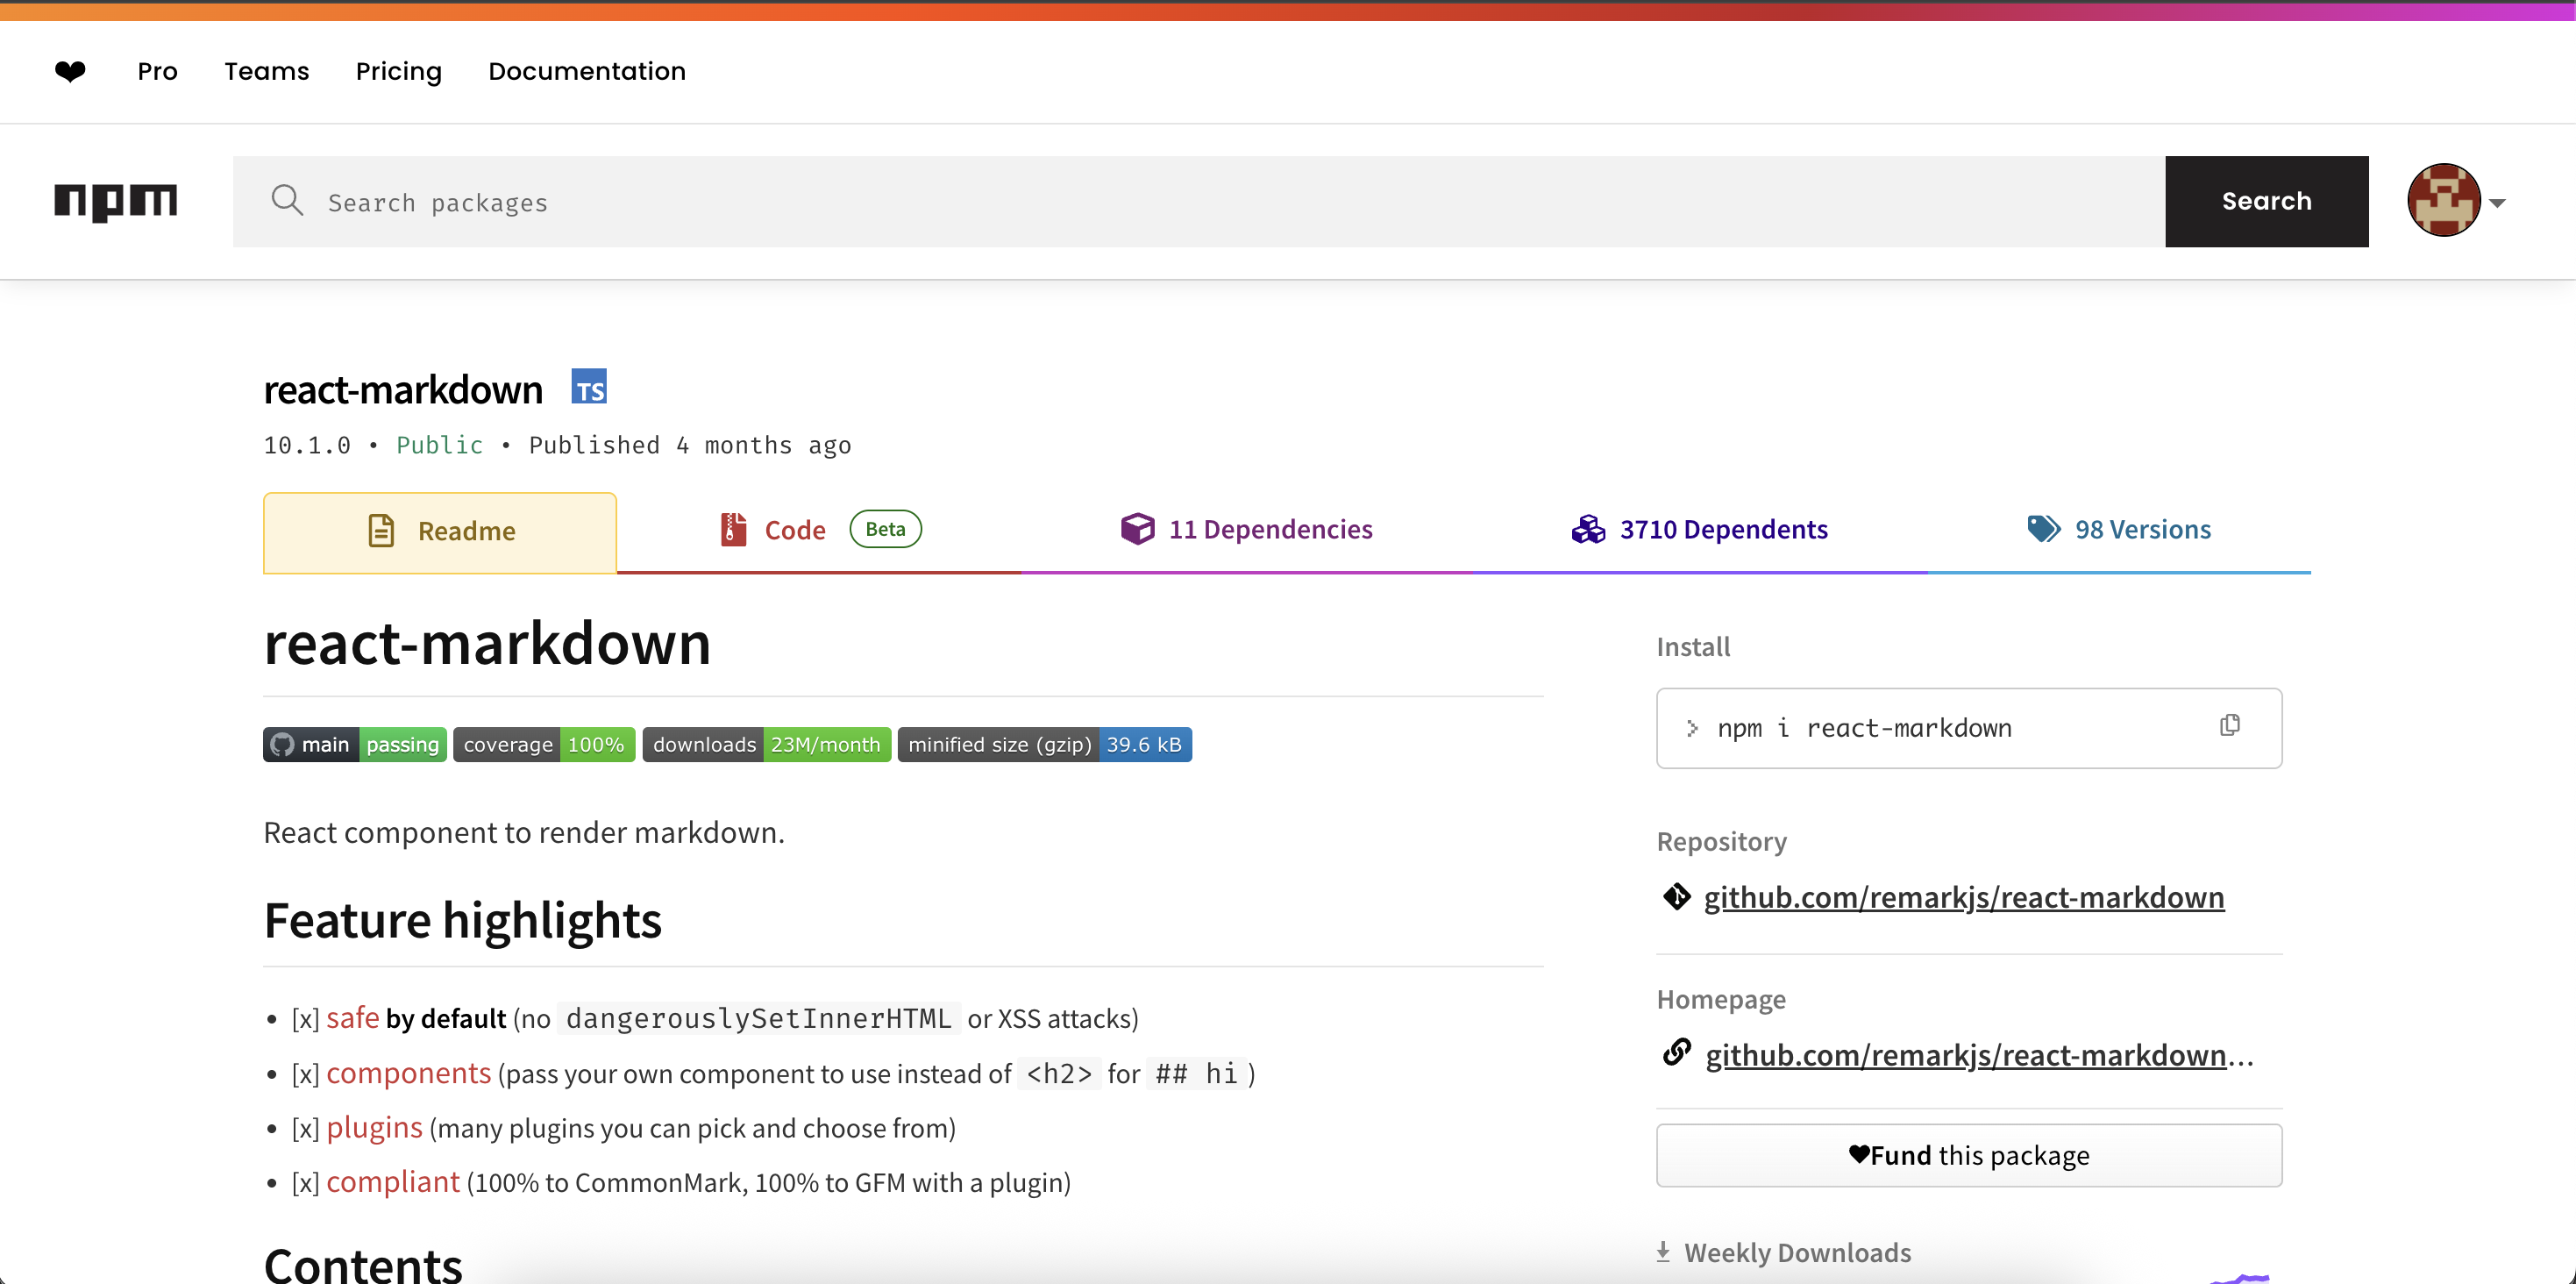 Pro Teams Pricing Documentation
npm Search packages Search
react-markdown TS
10.1.0 • Public • Published 4 months ago
Readme Code Beta 11 Dependencies 3710 Dependents 98 Versions
react-markdown
main passing coverage 100% downloads 23M/month minified size (gzip) 39.6 kB
React component to render markdown.
Feature highlights
• [x] safe by default (no dangerouslySetInnerHTML or XSS attacks)
• [x] components (pass your own component to use instead of <h2> for ## hi )
• [x] plugins (many plugins you can pick and choose from)
• [x] compliant (100% to CommonMark, 100% to GFM with a plugin)
Contents
Install
> npm i react-markdown
Repository
github.com/remarkjs/react-markdown
Homepage
github.com/remarkjs/react-markdown...
Fund this package
Weekly Downloads